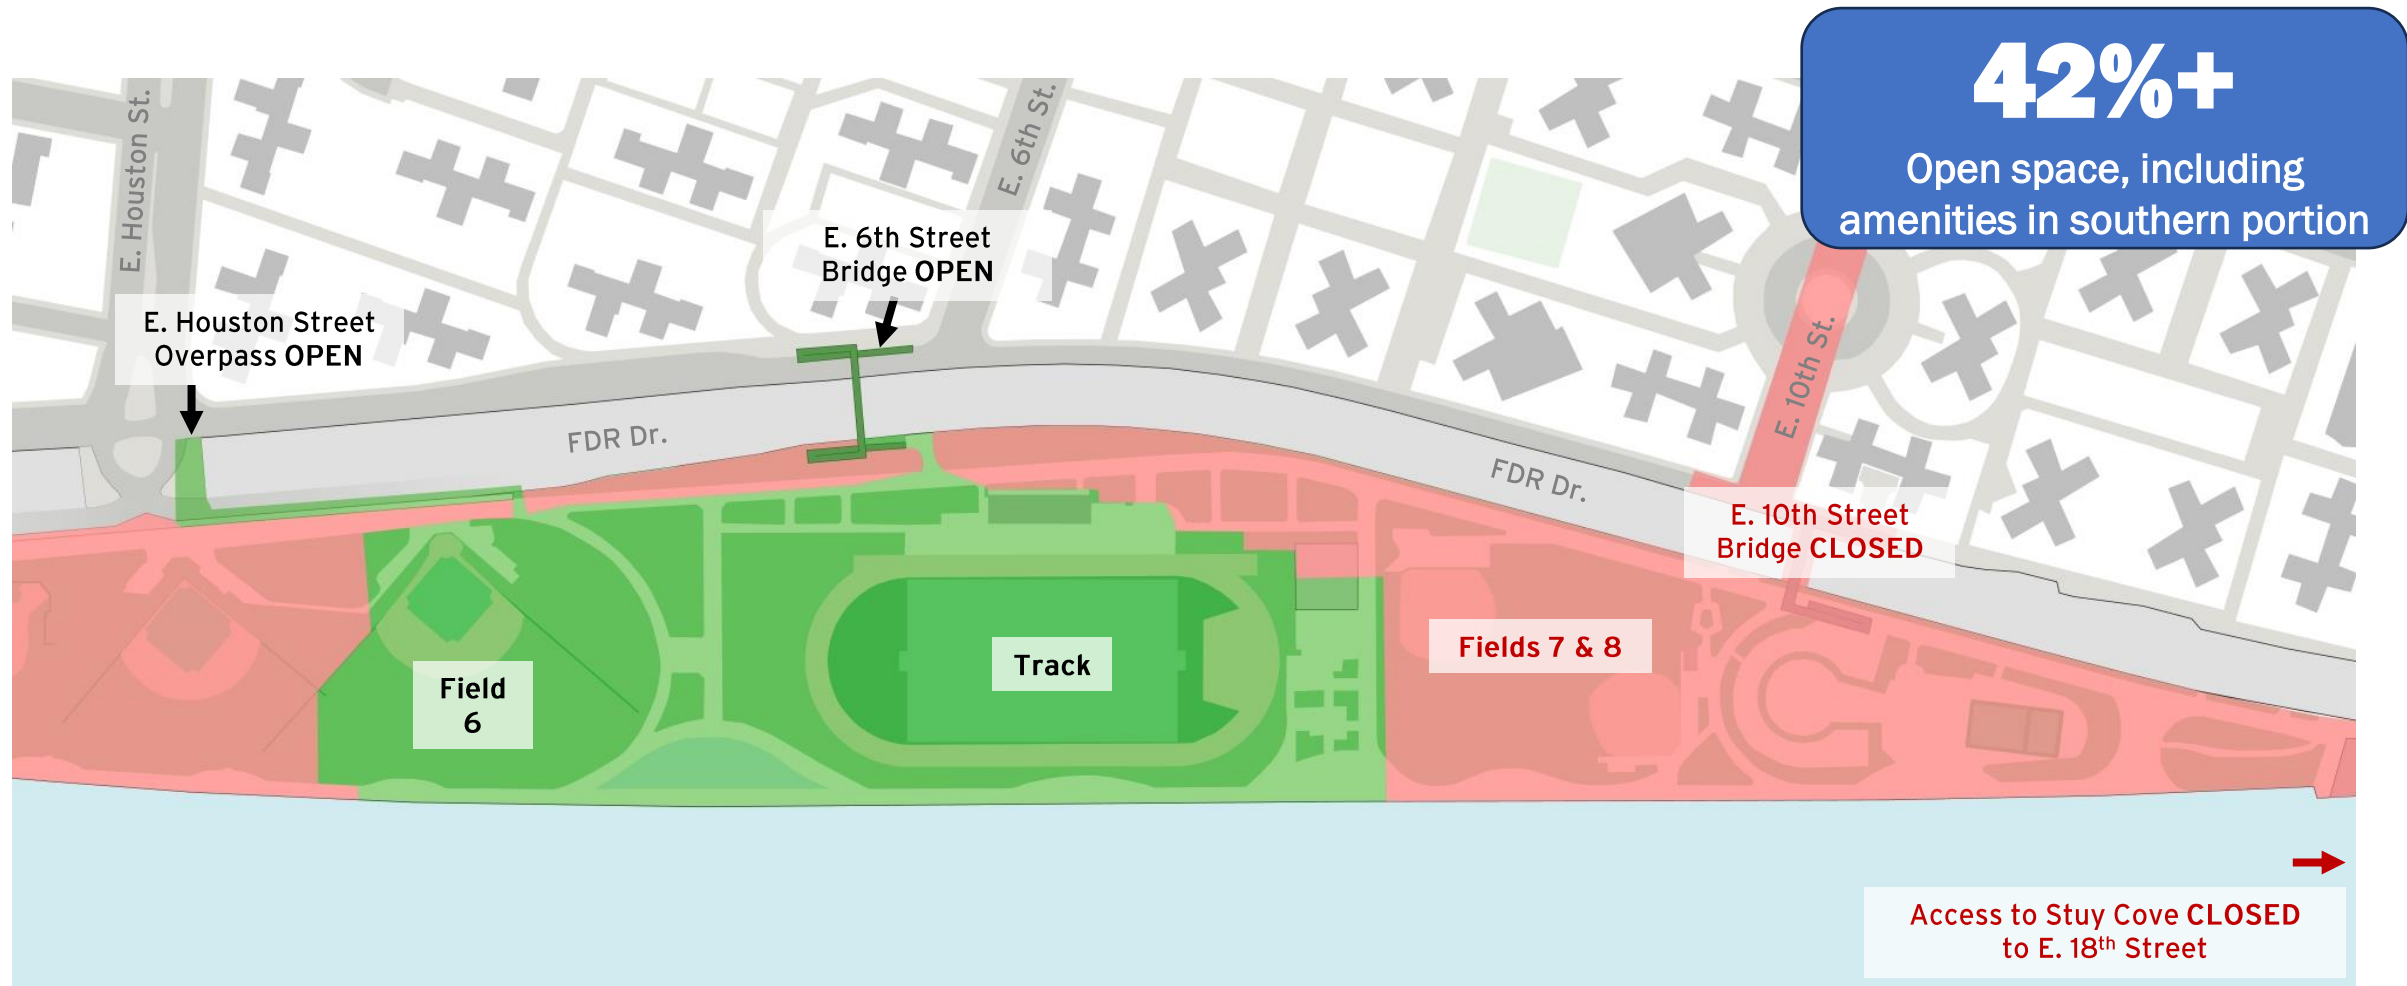 42%+
Open space, including
amenities in southern portion
E. Houston St.
E. 6th St.
E. 6th Street
Bridge OPEN
E. Houston Street
Overpass OPEN
E. 10th St.
FDR Dr.
FDR Dr.
E. 10th Street
Bridge CLOSED
Field
6
Track
Fields 7 & 8
Access to Stuy Cove CLOSED
to E. 18th Street